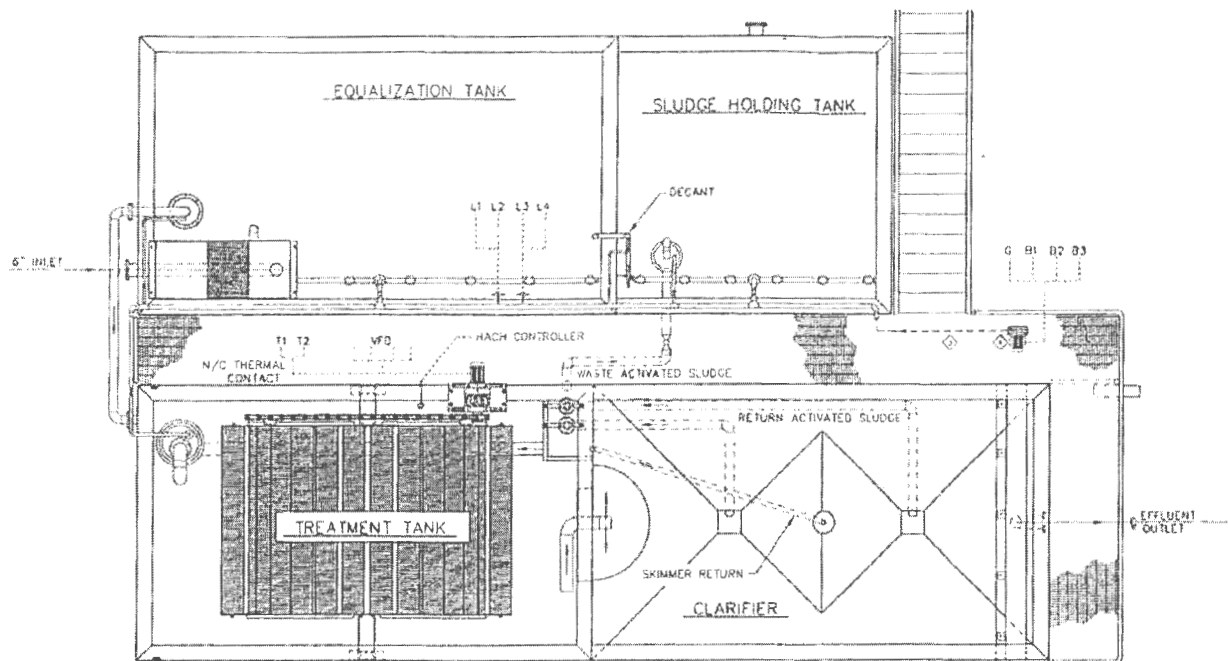 EQUALIZATION TANK
SLUDGE HOLDING TANK
DECANT
L1 L2 L3 L4
6" INLET
G B1 B2 B3
T1 T2
VFD
HACH CONTROLLER
N/C THERMAL
CONTACT
WASTE ACTIVATED SLUDGE
RETURN ACTIVATED SLUDGE
TREATMENT TANK
EFFLUENT
OUTLET
SKIMMER RETURN
CLARIFIER